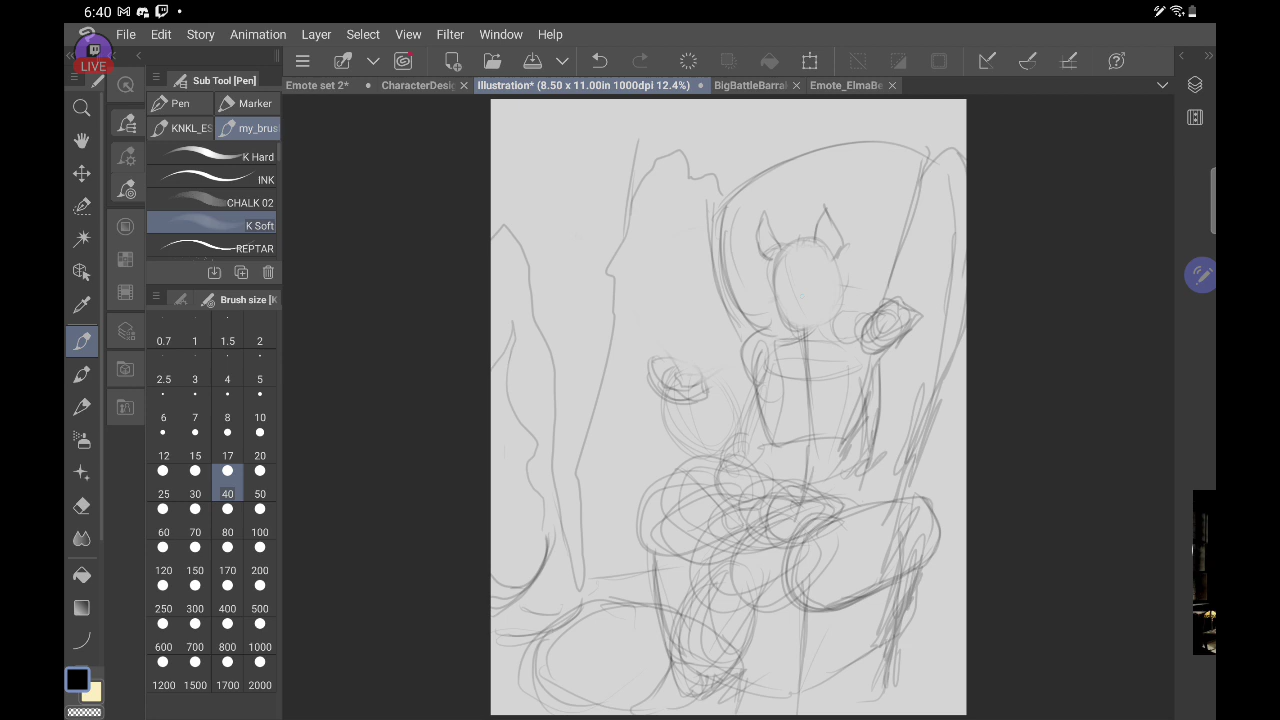 6:40
File Edit Story Animation Layer Select View Filter Window Help
LIVE
Sub Tool [Pen]
Emote set 2* CharacterDesig Illustration* (8.50 x 11.00in 1000dpi 12.4%) BigBattleBarral Emote_ElmaBe
Pen Marker
KNKL_ES my_brus
K Hard
INK
CHALK 02
K Soft
REPTAR
Brush size [K
0.7 1 1.5 2
2.5 3 4 5
6 7 8 10
12 15 17 20
25 30 40 50
60 70 80 100
120 150 170 200
250 300 400 500
600 700 800 1000
1200 1500 1700 2000